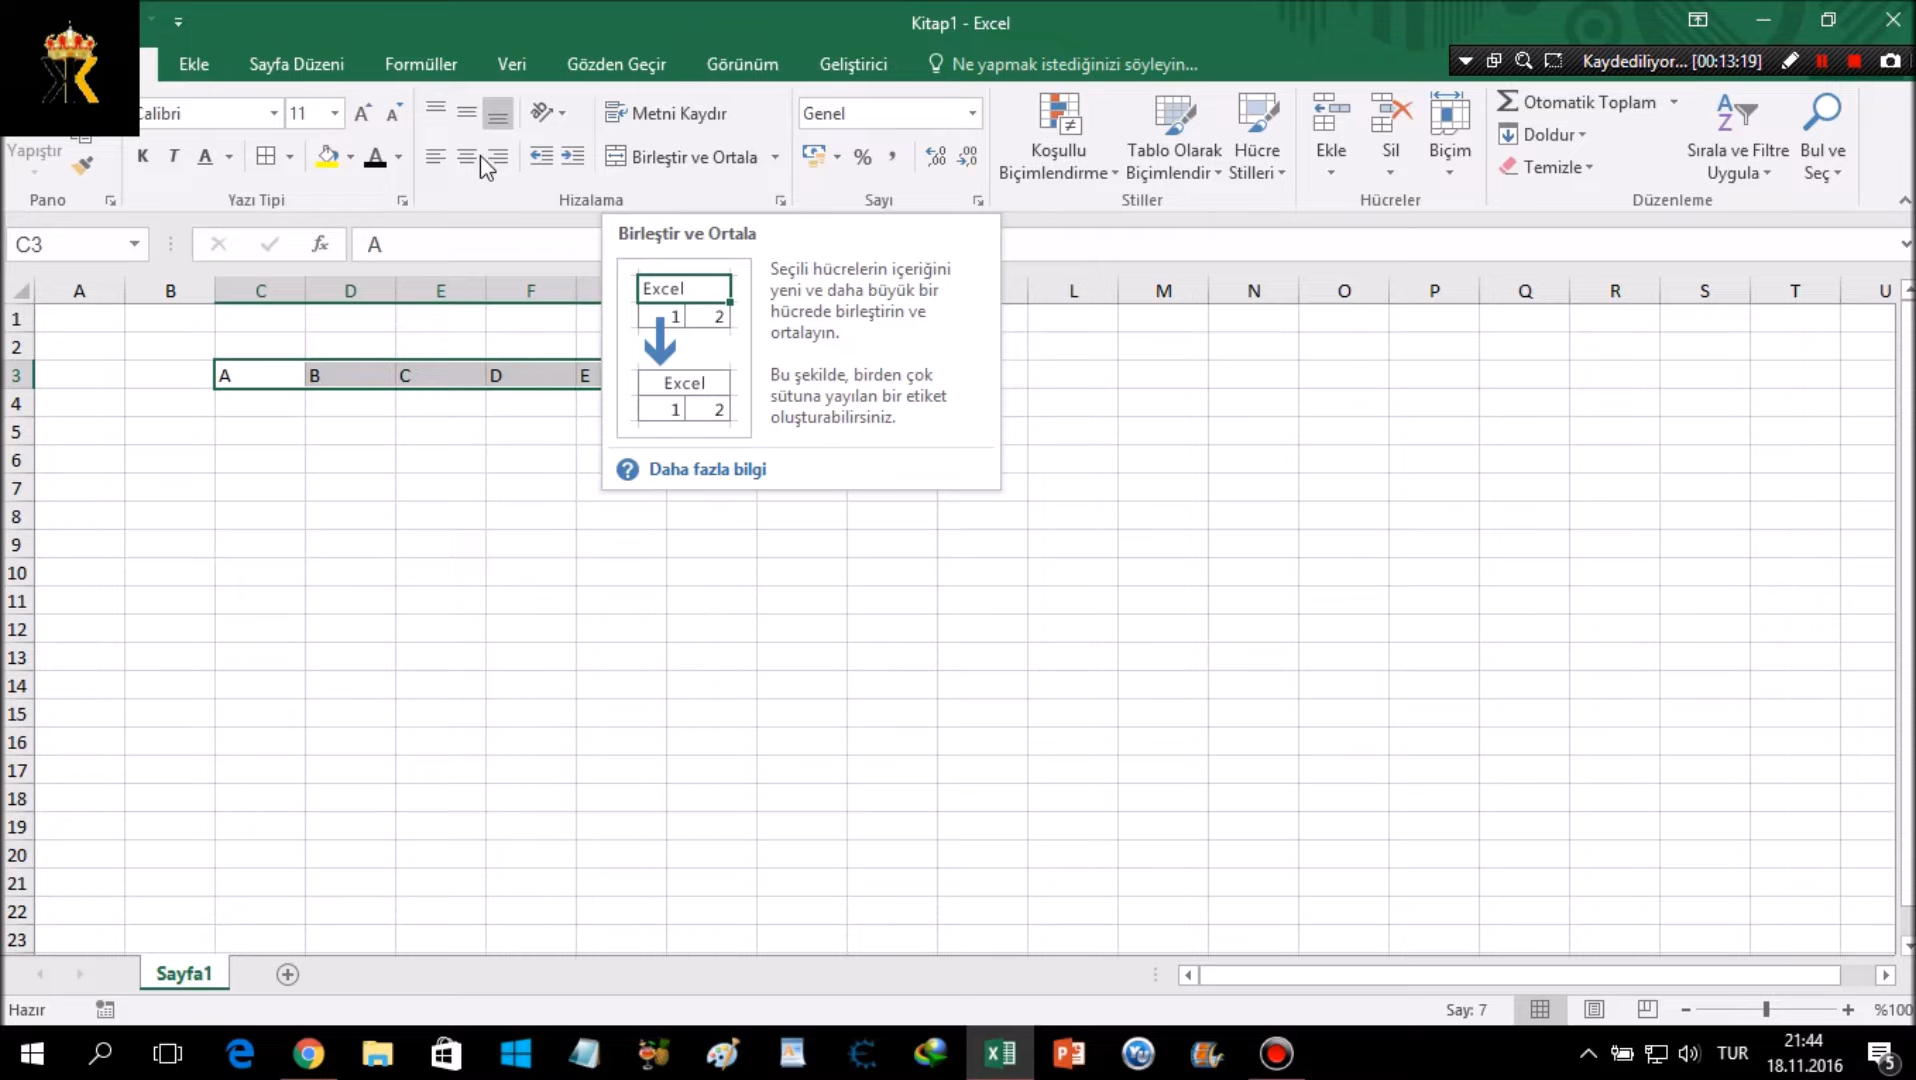 Kitap1 - Excel
Ekle Sayfa Düzeni Formüller Veri Gözden Geçir Görünüm Geliştirici Ne yapmak istediğinizi söyleyin...
Kaydediliyor... [00:13:19]
Calibri 11 Metni Kaydır Genel Otomatik Toplam
Doldur
Yapıştır K T A A Birleştir ve Ortala % , Koşullu Biçimlendirme Tablo Olarak Biçimlendir Hücre Stilleri Ekle Sil Biçim Temizle Sırala ve Filtre Uygula Bul ve Seç
Pano Yazı Tipi Hizalama Sayı Stiller Hücreler Düzenleme
C3 fx A
Birleştir ve Ortala
Excel
1 2
Excel
1 2
Seçili hücrelerin içeriğini
yeni ve daha büyük bir
hücrede birleştirin ve
ortalayın.
Bu şekilde, birden çok
sütuna yayılan bir etiket
oluşturabilirsiniz.
Daha fazla bilgi
A B C D E F L M N O P Q R S T U
1
2
3 A B C D E
4
5
6
7
8
9
10
11
12
13
14
15
16
17
18
19
20
21
22
23
Sayfa1
Hazır Say: 7 %100
TUR 21:44
18.11.2016 5